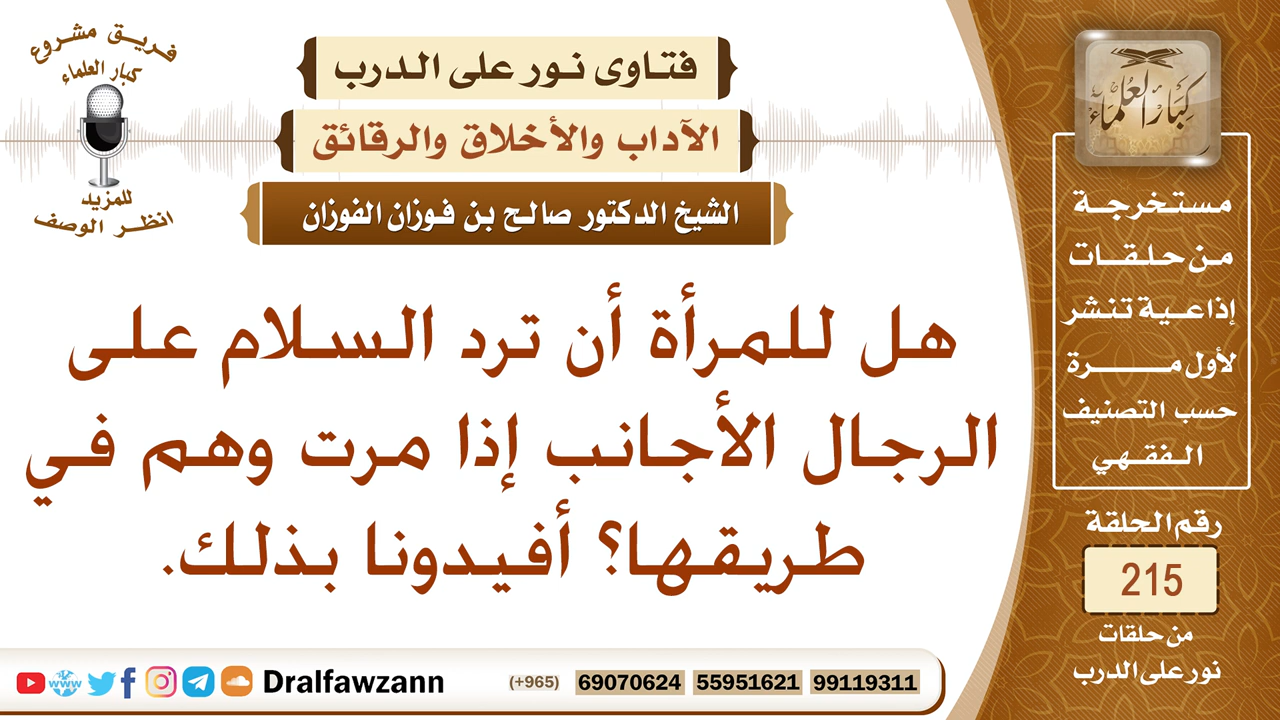 فريق مشروع
كبار العلماء
للمزيد
انظر الوصف
فتاوى نور على الدرب
الآداب والأخلاق والرقائق
الشيخ الدكتور صالح بن فوزان الفوزان
هل للمرأة أن ترد السلام على
الرجال الأجانب إذا مرت وهم في
طريقها؟ أفيدونا بذلك.
كبار العلماء
مستخرجة
من حلقات
إذاعية تنشر
لأول مرة
حسب التصنيف
الفقهي
رقم الحلقة
215
من حلقات
نور على الدرب
www
Dralfawzann
(+965) 69070624 55951621 99119311